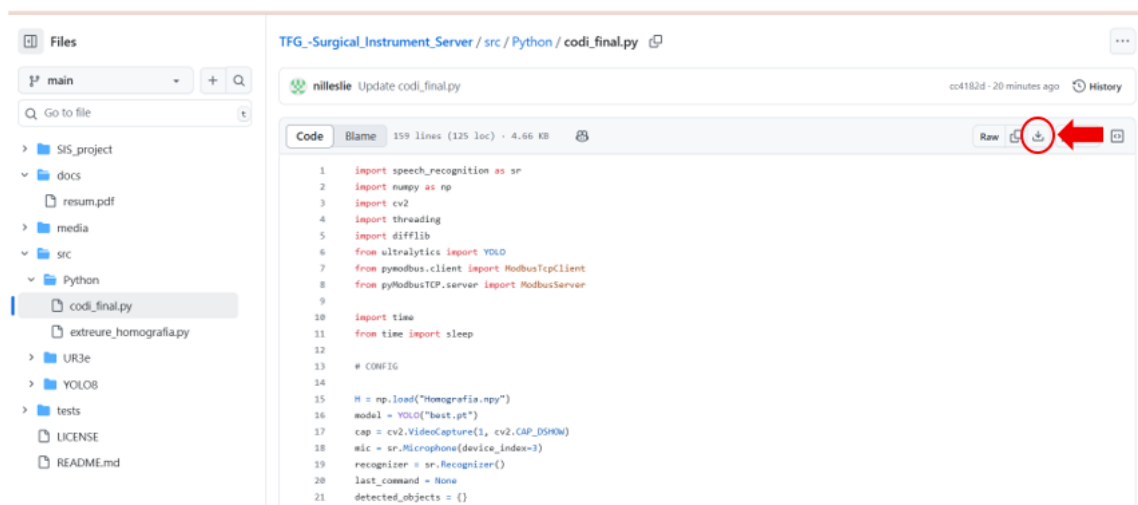 Files
main
Go to file
t
SIS_project
docs
resum.pdf
media
src
Python
codi_final.py
extreure_homografia.py
UR3e
YOLO8
tests
LICENSE
README.md
TFG_-Surgical_Instrument_Server / src / Python / codi_final.py
nilleslie Update codi_final.py
cc4182d · 20 minutes ago History
Code Blame 159 lines (125 loc) · 4.66 KB
Raw
1 import speech_recognition as sr
2 import numpy as np
3 import cv2
4 import threading
5 import difflib
6 from ultralytics import YOLO
7 from pymodbus.client import ModbusTcpClient
8 from pyModbusTCP.server import ModbusServer
9
10 import time
11 from time import sleep
12
13 # CONFIG
14
15 H = np.load("Homografia.npy")
16 model = YOLO("best.pt")
17 cap = cv2.VideoCapture(1, cv2.CAP_DSHOW)
18 mic = sr.Microphone(device_index=3)
19 recognizer = sr.Recognizer()
20 last_command = None
21 detected_objects = {}